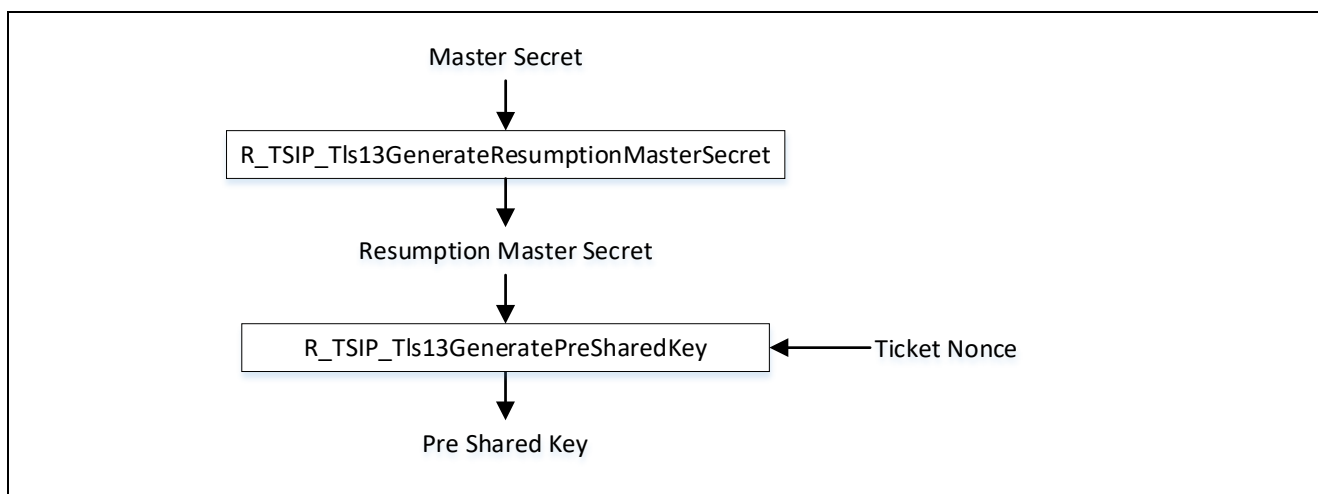 Master Secret
R_TSIP_Tls13GenerateResumptionMasterSecret
Resumption Master Secret
R_TSIP_Tls13GeneratePreSharedKey
Ticket Nonce
Pre Shared Key